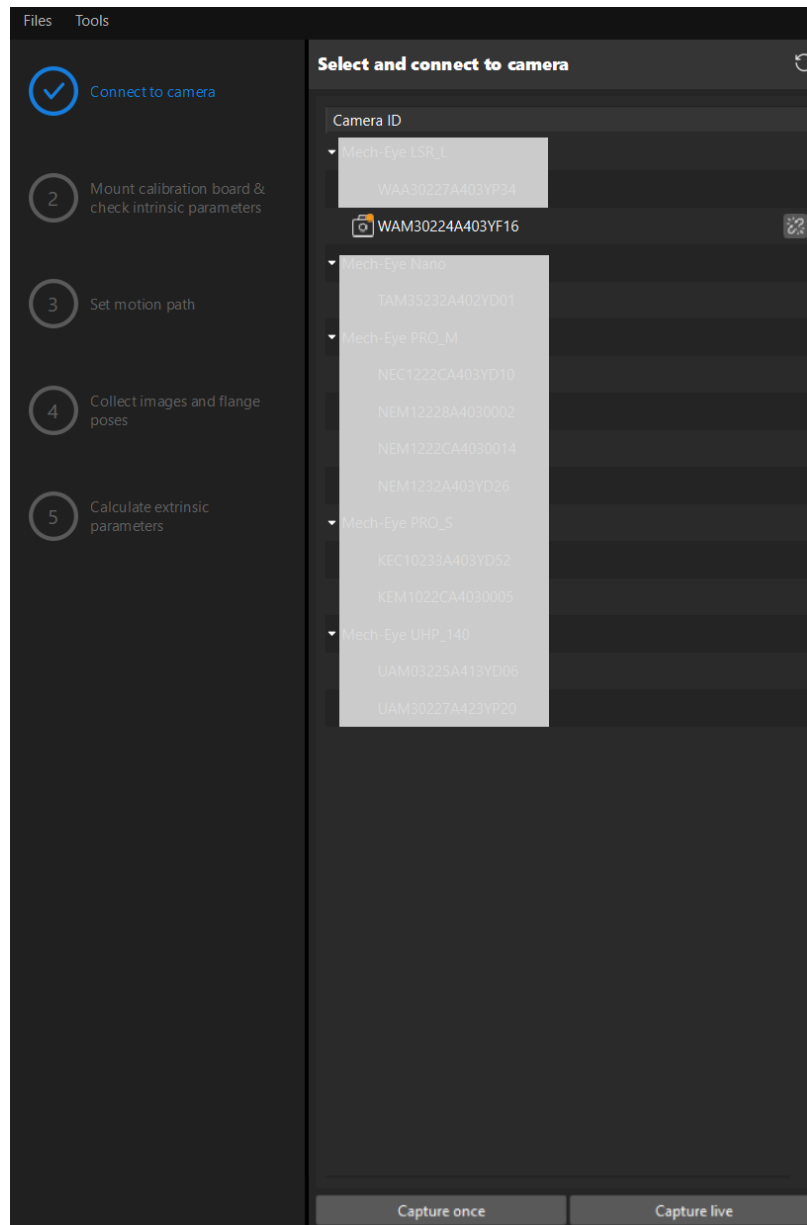 Files Tools
Select and connect to camera
Connect to camera
Camera ID
Mech-Eye LSR_L
WAA30227A403YP34
2
Mount calibration board &
check intrinsic parameters
WAM30224A403YF16
Mech-Eye Nano
TAM35232A402YD01
3
Set motion path
Mech-Eye PRO_M
NEC1222CA403YD10
4
Collect images and flange
poses
NEM12228A4030002
NEM1222CA4030014
NEM1232A403YD26
5
Calculate extrinsic
parameters
Mech-Eye PRO_S
KEC10233A403YD52
KEM1022CA4030005
Mech-Eye UHP_140
UAM03225A413YD06
UAM30227A423YP20
Capture once
Capture live